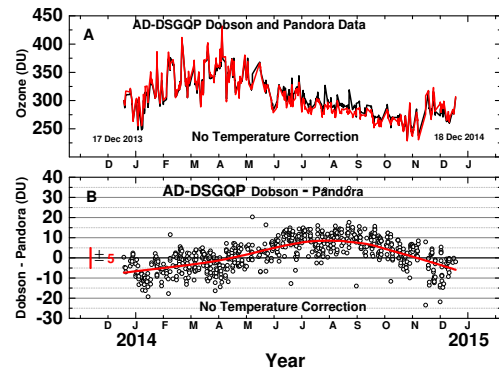 450
A
AD-DSGQP Dobson and Pandora Data
400
Ozone (DU)
350
300
250
17 Dec 2013
18 Dec 2014
No Temperature Correction
D J F M A M J J A S O N D J
40
B
AD-DSGQP Dobson - Pandora
30
20
10
0
-10
-20
-30
Dobson - Pandora (DU)
± 5
No Temperature Correction
D J F M A M J J A S O N D J
2014 2015
Year